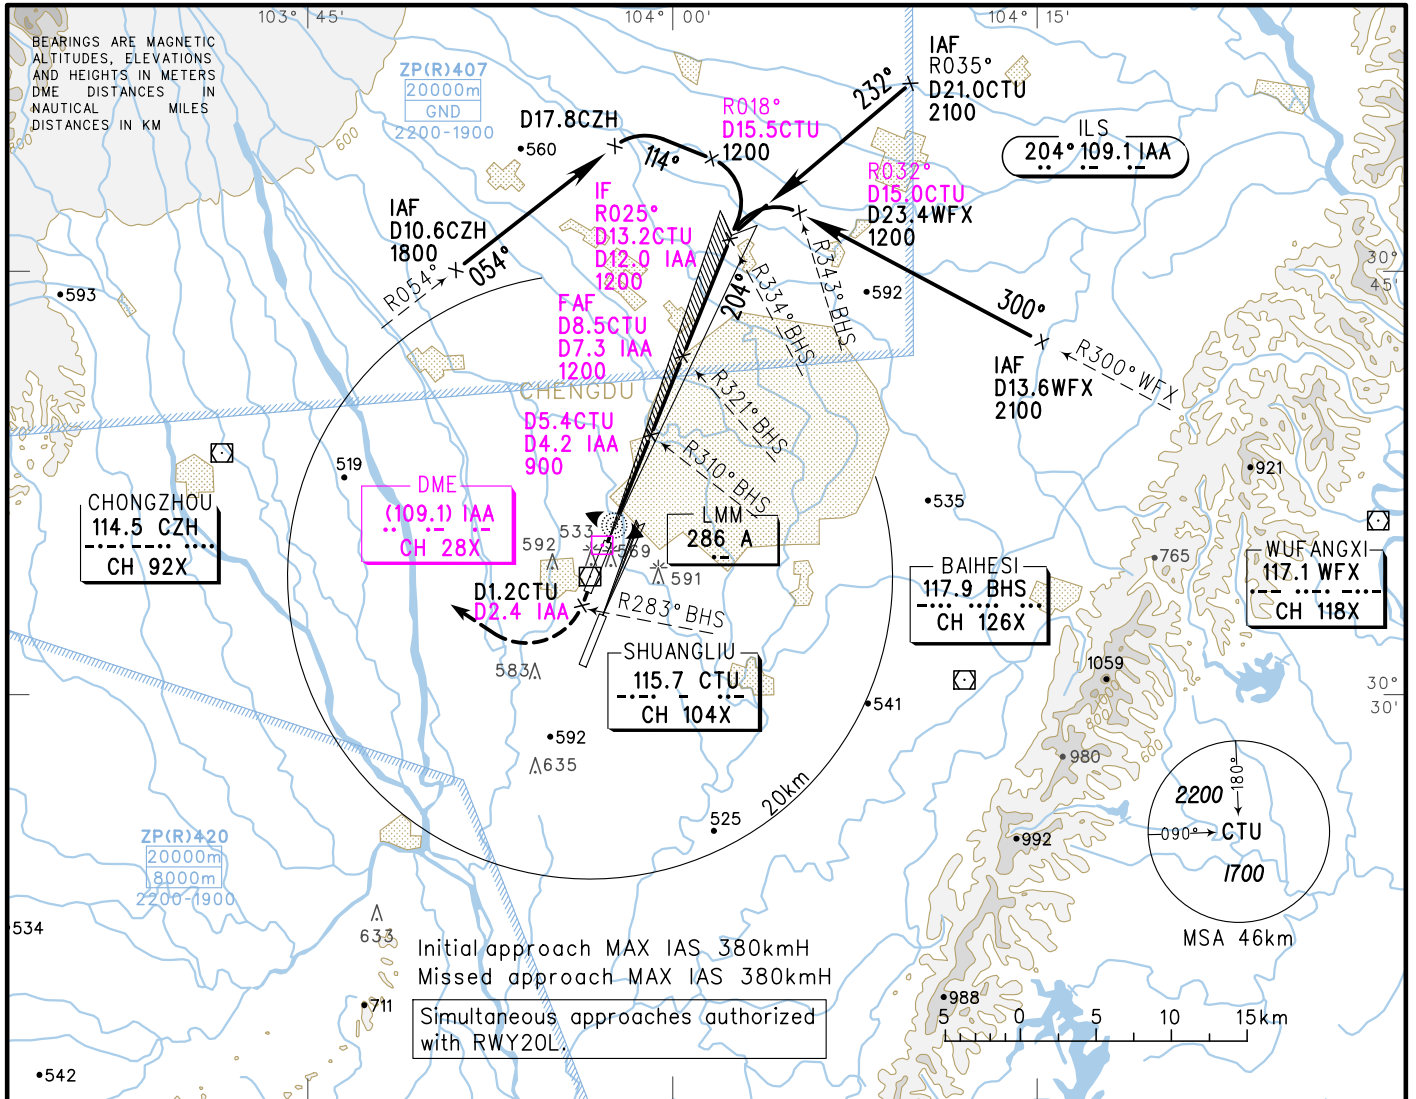 103° 45'
104° 00'
104° 15'
BEARINGS ARE MAGNETIC
ALTITUDES, ELEVATIONS
AND HEIGHTS IN METERS
DME DISTANCES IN
NAUTICAL MILES
DISTANCES IN KM
600
ZP(R)407
20000m
GND
2200-1900
560
D17.8CZH
114°
R018°
D15.5CTU
1200
232°
IAF
R035°
D21.0CTU
2100
ILS
204° 109.1 IAA
R032°
D15.0CTU
D23.4WFX
1200
IAF
D10.6CZH
1800
R054°
054°
IF
R025°
D13.2CTU
D12.0 IAA
1200
204°
R334° BHS
R343° BHS
592
300°
30°
45'
593
FAF
D8.5CTU
D7.3 IAA
1200
IAF
D13.6WFX
2100
R300° WFX
CHENGDU
R321° BHS
D5.4CTU
D4.2 IAA
900
R310° BHS
519
921
535
CHONGZHOU
114.5 CZH
CH 92X
DME
(109.1) IAA
CH 28X
533
592
569
591
LMM
286 A
765
BAIHESI
117.9 BHS
CH 126X
WUFANGXI
117.1 WFX
CH 118X
D1.2CTU
D2.4 IAA
R283° BHS
583
SHUANGLIU
115.7 CTU
CH 104X
1059
800
600
30°
30'
541
592
635
980
20km
525
992
2200
180°
090°
CTU
1700
MSA 46km
ZP(R)420
20000m
8000m
2200-1900
534
633
711
542
988
Initial approach MAX IAS 380kmH
Missed approach MAX IAS 380kmH
Simultaneous approaches authorized
with RWY20L.
5 0 5 10 15km